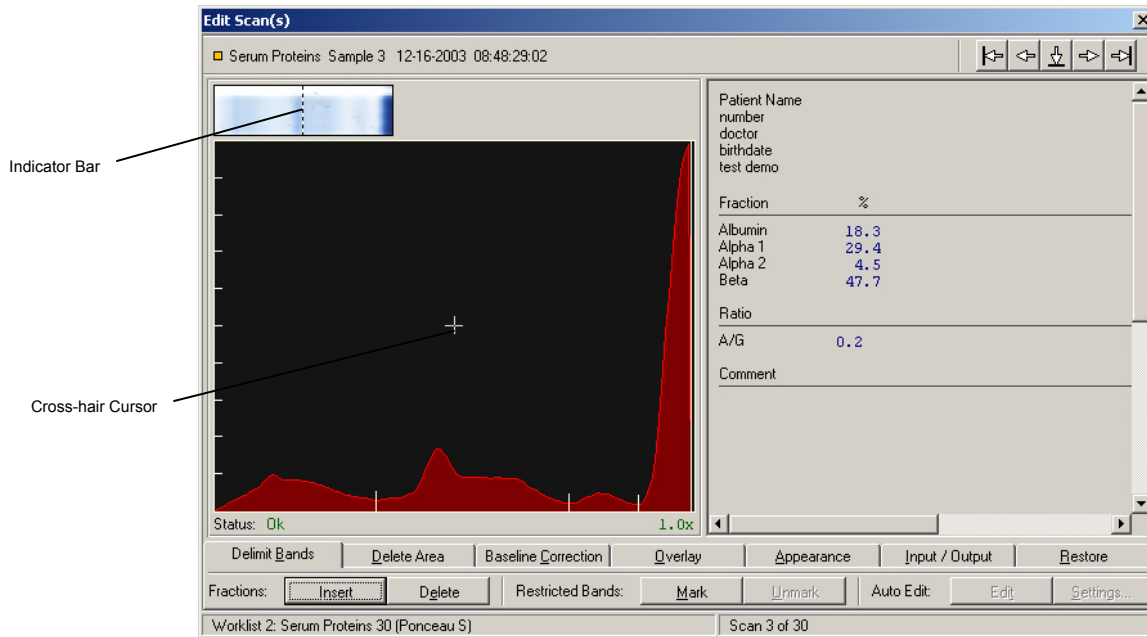 Edit Scan(s)
Serum Proteins Sample 3 12-16-2003 08:48:29:02
Indicator Bar
Cross-hair Cursor
Patient Name
number
doctor
birthdate
test demo
Fraction %
Albumin 18.3
Alpha 1 29.4
Alpha 2 4.5
Beta 47.7
Ratio
A/G 0.2
Comment
Status: Ok 1.0x
Delimit Bands Delete Area Baseline Correction Overlay Appearance Input / Output Restore
Fractions: Insert Delete Restricted Bands: Mark Unmark Auto Edit: Edit Settings...
Worklist 2: Serum Proteins 30 (Ponceau S) Scan 3 of 30